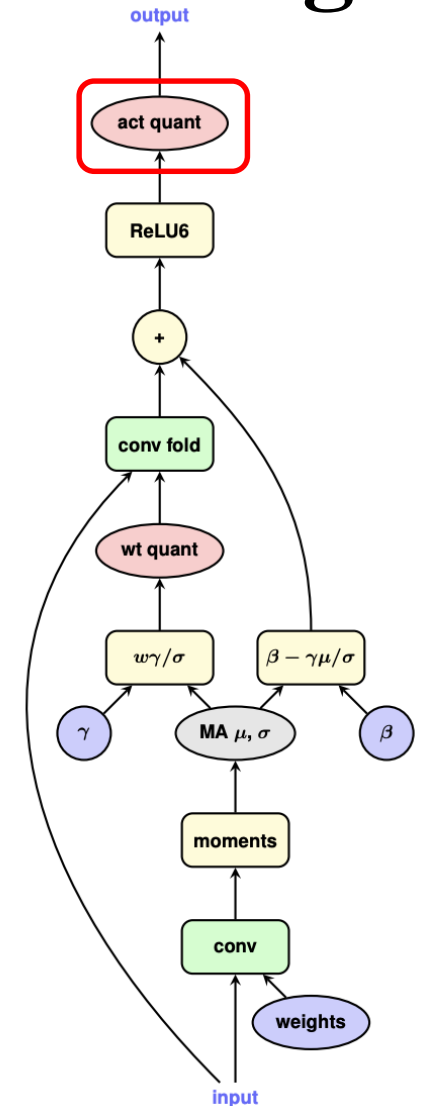 output
act quant
ReLU6
+
conv fold
wt quant
wγ/σ
β − γμ/σ
γ
MA μ, σ
β
moments
conv
weights
input